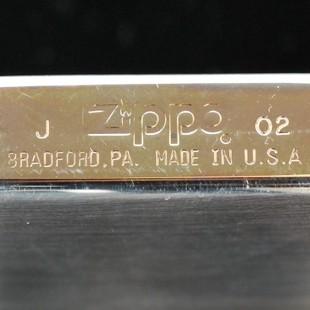 J Zippo 02
BRADFORD, PA. MADE IN U.S.A